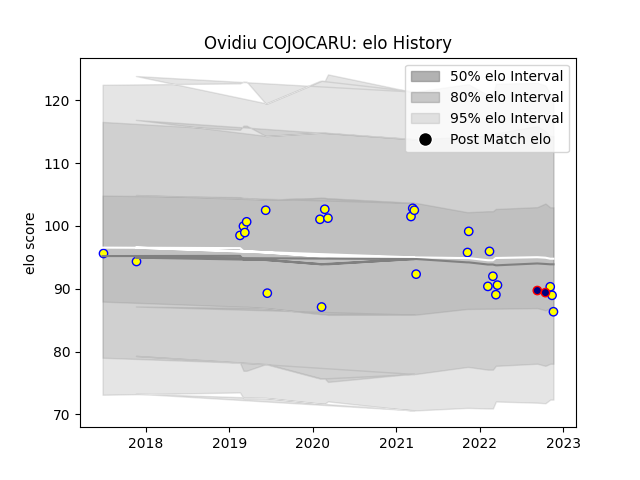 Ovidiu COJOCARU: elo History
50% elo Interval
80% elo Interval
95% elo Interval
Post Match elo
elo score
120
110
100
90
80
70
2018 2019 2020 2021 2022 2023